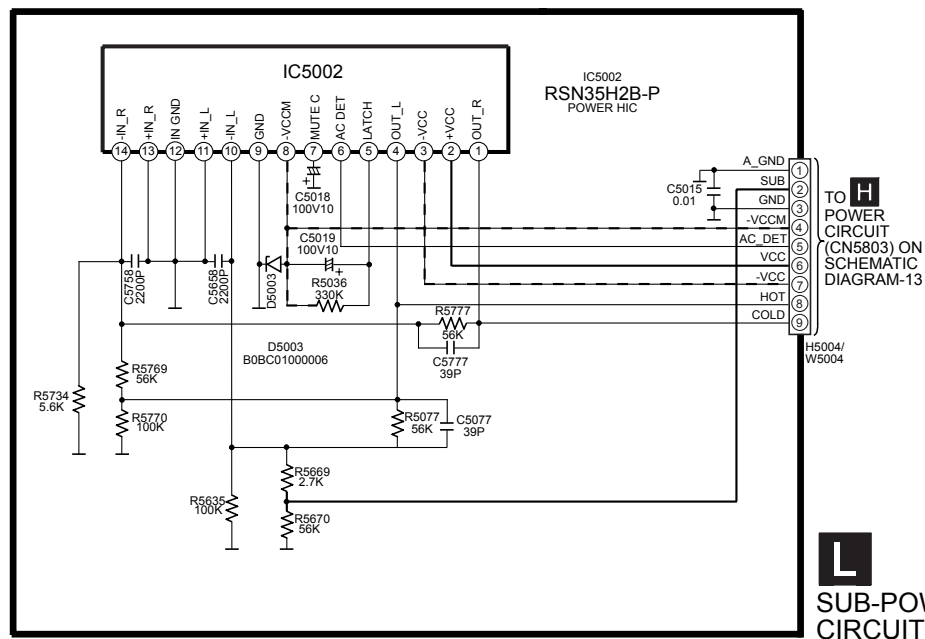 IC5002
IC5002
RSN35H2B-P
POWER HIC
-IN_R
+IN_R
IN GND
+IN_L
-IN_L
GND
-VCCM
MUTE C
AC DET
LATCH
OUT_L
-VCC
+VCC
OUT_R
14 13 12 11 10 9 8 7 6 5 4 3 2 1
+
C5018
100V10
C5019
100V10
+
R5036
330K
D5003
C5758
2200P
C5658
2200P
C5015
0.01
A_GND 1
SUB 2
GND 3
-VCCM 4
AC_DET 5
VCC 6
-VCC 7
HOT 8
COLD 9
TO H
POWER
CIRCUIT
(CN5803) ON
SCHEMATIC
DIAGRAM-13
H5004/
W5004
R5777
56K
C5777
39P
D5003
B0BC01000006
R5769
56K
R5734
5.6K
R5770
100K
R5077
56K
C5077
39P
R5669
2.7K
R5635
100K
R5670
56K
L
SUB-POW
CIRCUIT